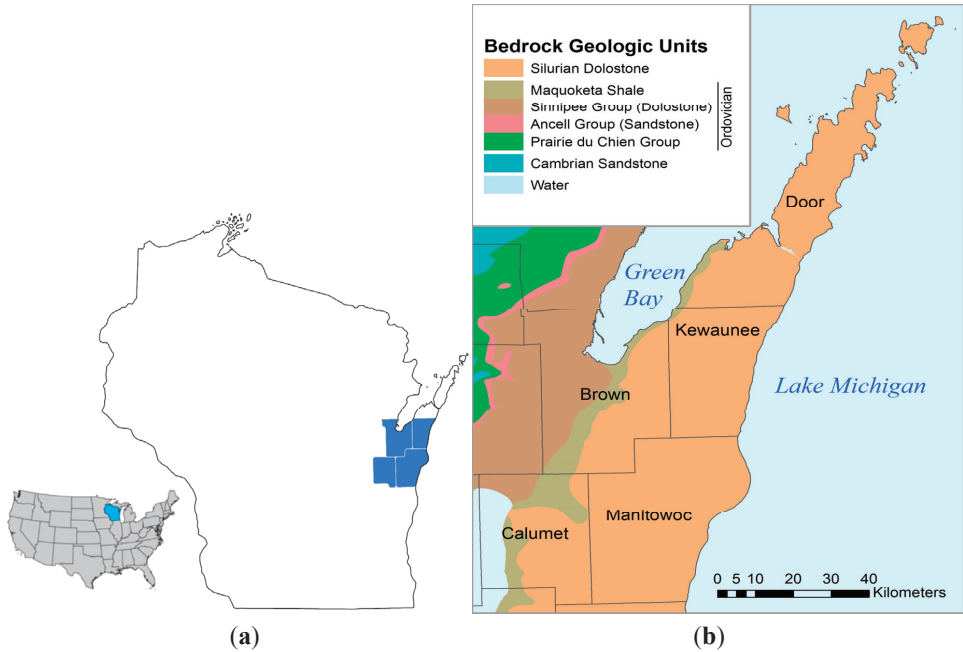 Bedrock Geologic Units
Silurian Dolostone
Maquoketa Shale
Sinnipee Group (Dolostone)
Ancell Group (Sandstone)
Prairie du Chien Group
Cambrian Sandstone
Water
Ordovikian
Door
Green
Bay
Kewaunee
Lake Michigan
Brown
Manitowoc
Calumet
0 5 10 20 30 40
Kilometers
(a)
(b)